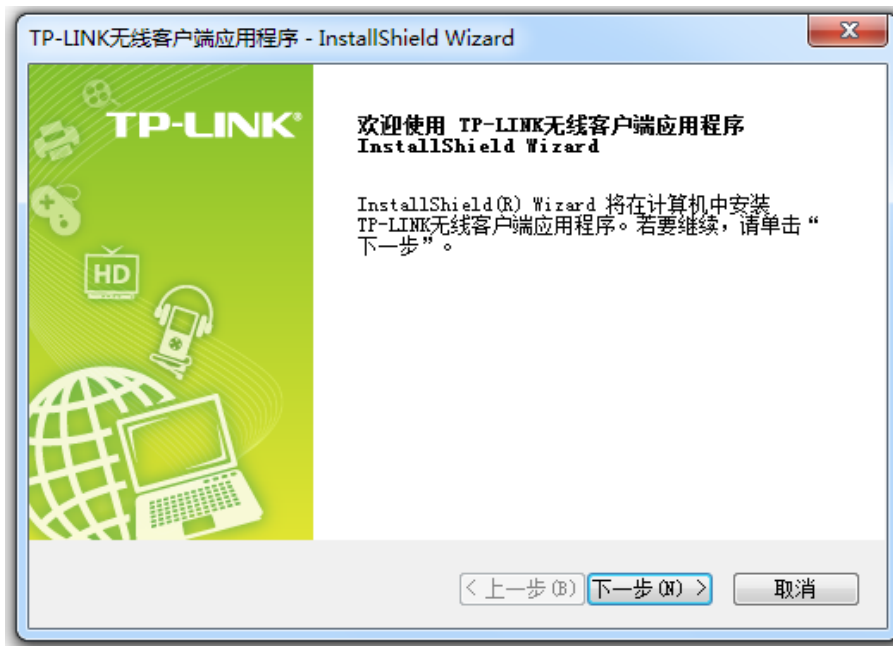 TP-LINK无线客户端应用程序 - InstallShield Wizard
TP-LINK®
HD
欢迎使用 TP-LINK无线客户端应用程序
InstallShield Wizard
InstallShield(R) Wizard 将在计算机中安装
TP-LINK无线客户端应用程序。若要继续，请单击“
下一步”。
< 上一步(B) 下一步(N) > 取消